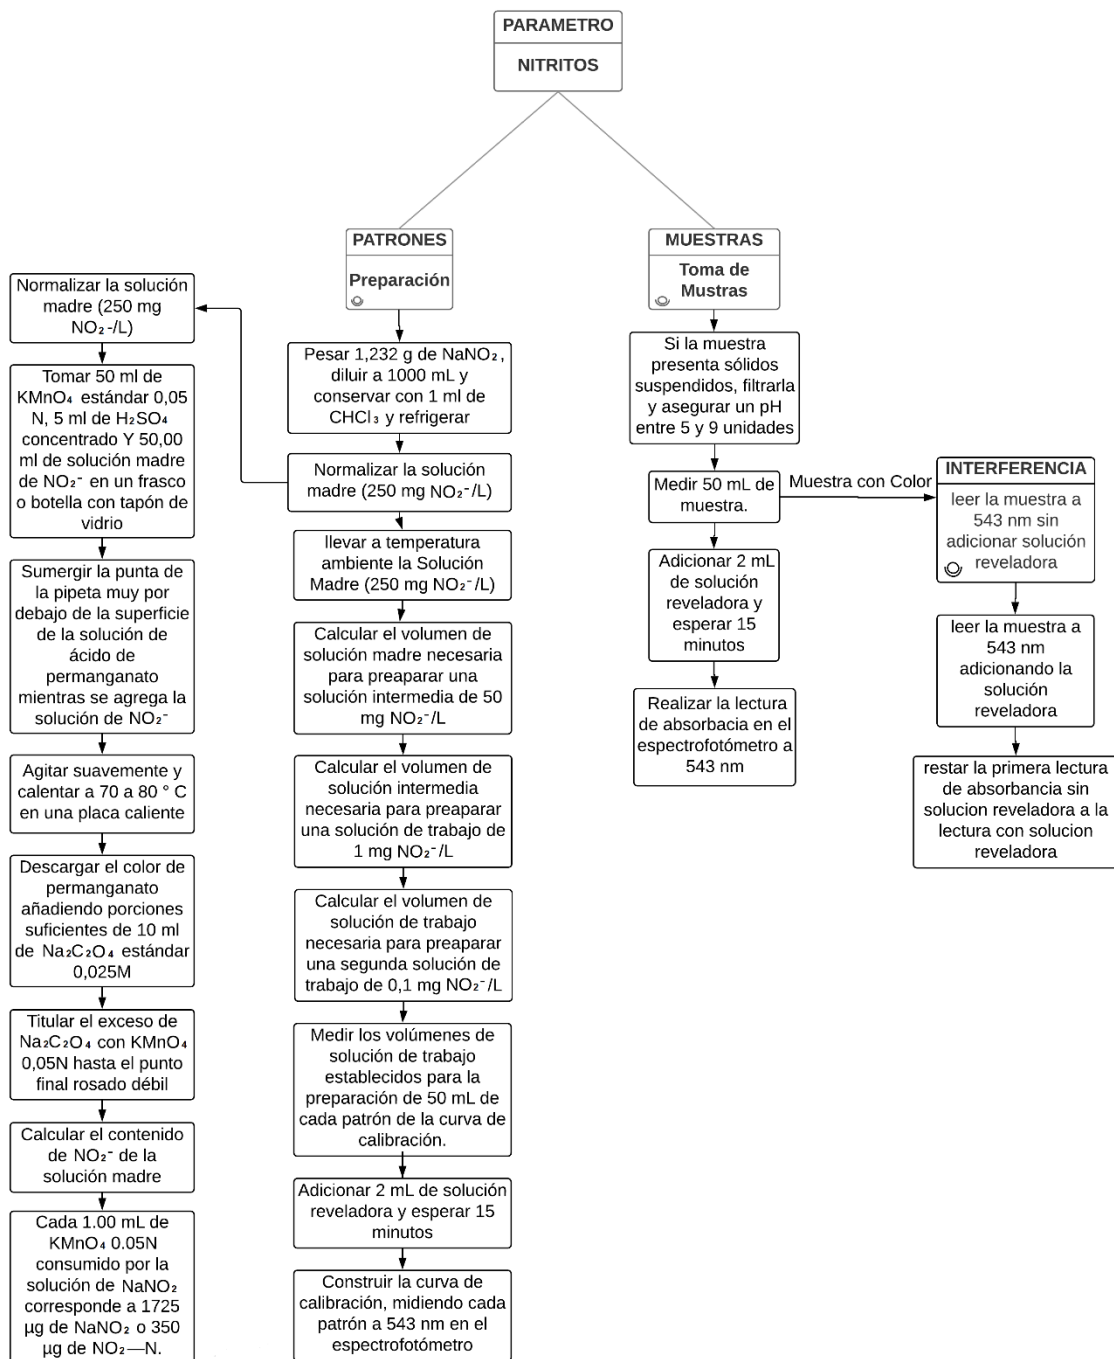 PARAMETRO
NITRITOS
PATRONES
Preparación
MUESTRAS
Toma de
Mustras
Normalizar la solución
madre (250 mg
NO₂-/L)
Tomar 50 ml de
KMnO₄ estándar 0,05
N, 5 ml de H₂SO₄
concentrado Y 50,00
ml de solución madre
de NO₂⁻ en un frasco
o botella con tapón de
vidrio
Sumergir la punta de
la pipeta muy por
debajo de la superficie
de la solución de
ácido de
permanganato
mientras se agrega la
solución de NO₂⁻
Agitar suavemente y
calentar a 70 a 80 ° C
en una placa caliente
Descargar el color de
permanganato
añadiendo porciones
suficientes de 10 ml
de Na₂C₂O₄ estándar
0,025M
Titular el exceso de
Na₂C₂O₄ con KMnO₄
0,05N hasta el punto
final rosado débil
Calcular el contenido
de NO₂⁻ de la
solución madre
Cada 1.00 mL de
KMnO₄ 0.05N
consumido por la
solución de NaNO₂
corresponde a 1725
µg de NaNO₂ o 350
µg de NO₂—N.
Pesar 1,232 g de NaNO₂,
diluir a 1000 mL y
conservar con 1 ml de
CHCl₃ y refrigerar
Normalizar la solución
madre (250 mg NO₂⁻/L)
llevar a temperatura
ambiente la Solución
Madre (250 mg NO₂⁻/L)
Calcular el volumen de
solución madre necesaria
para preaparar una
solución intermedia de 50
mg NO₂⁻/L
Calcular el volumen de
solución intermedia
necesaria para preaparar
una solución de trabajo de
1 mg NO₂⁻/L
Calcular el volumen de
solución de trabajo
necesaria para preaparar
una segunda solución de
trabajo de 0,1 mg NO₂⁻/L
Medir los volúmenes de
solución de trabajo
establecidos para la
preparación de 50 mL de
cada patrón de la curva de
calibración.
Adicionar 2 mL de solución
reveladora y esperar 15
minutos
Construir la curva de
calibración, midiendo cada
patrón a 543 nm en el
espectrofotómetro
Si la muestra
presenta sólidos
suspendidos, filtrarla
y asegurar un pH
entre 5 y 9 unidades
Medir 50 mL de
muestra.
Adicionar 2 mL
de solución
reveladora y
esperar 15
minutos
Realizar la lectura
de absorbacia en el
espectrofotómetro a
543 nm
Muestra con Color
INTERFERENCIA
leer la muestra a
543 nm sin
adicionar solución
reveladora
leer la muestra a
543 nm
adicionando la
solución
reveladora
restar la primera lectura
de absorbancia sin
solucion reveladora a la
lectura con solucion
reveladora